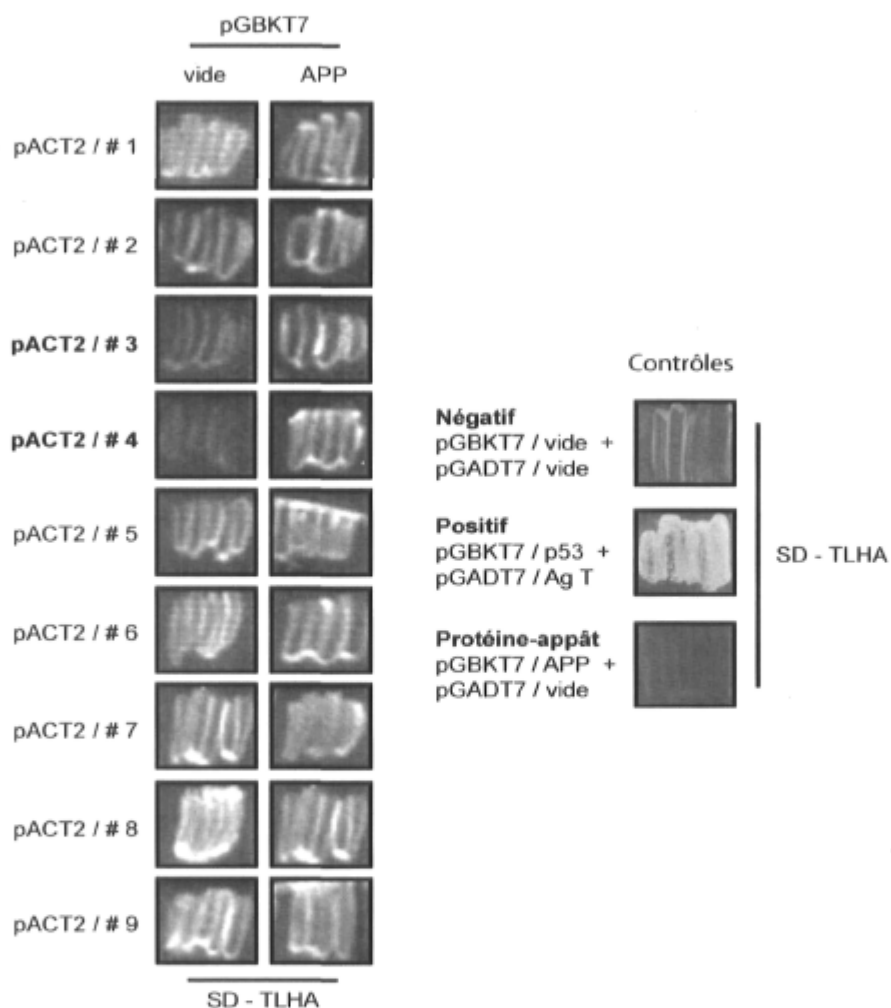 pGBKT7
vide APP
pACT2 / # 1
pACT2 / # 2
pACT2 / # 3
pACT2 / # 4
pACT2 / # 5
pACT2 / # 6
pACT2 / # 7
pACT2 / # 8
pACT2 / # 9
SD - TLHA
Contrôles
Négatif
pGBKT7 / vide +
pGADT7 / vide
Positif
pGBKT7 / p53 +
pGADT7 / Ag T
Protéine-appât
pGBKT7 / APP +
pGADT7 / vide
SD - TLHA